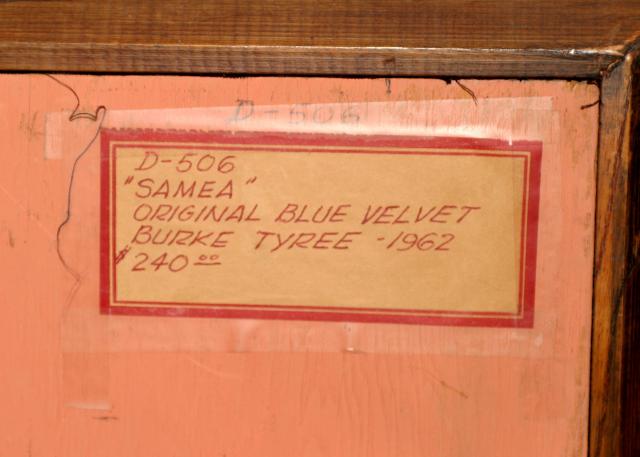 D-506
D-506
"SAMEA"
ORIGINAL BLUE VELVET
BURKE TYREE -1962
$240 00